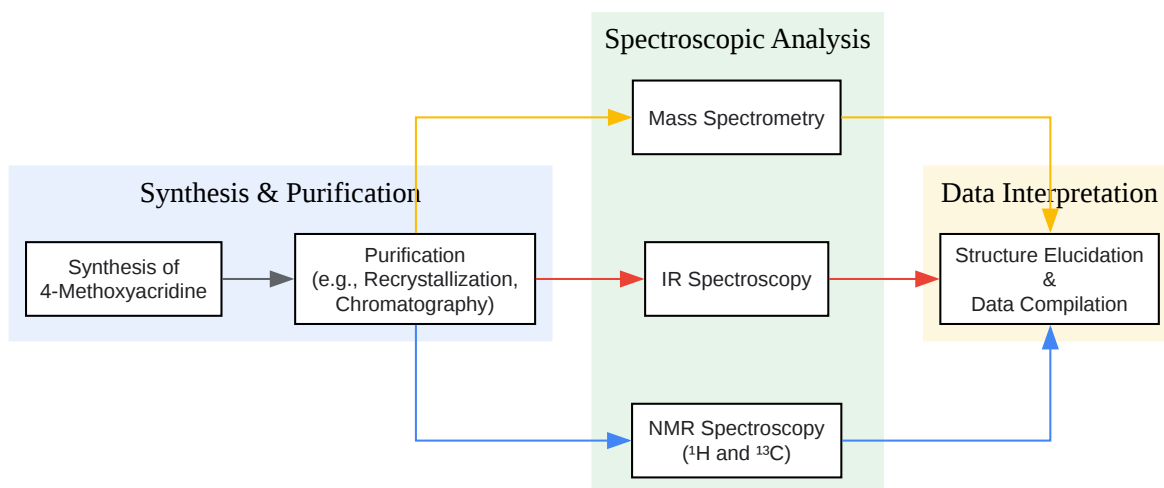 Spectroscopic Analysis
Mass Spectrometry
Synthesis & Purification
Data Interpretation
Synthesis of
4-Methoxyacridine
Purification
(e.g., Recrystallization,
Chromatography)
IR Spectroscopy
Structure Elucidation
&
Data Compilation
NMR Spectroscopy
(¹H and ¹³C)